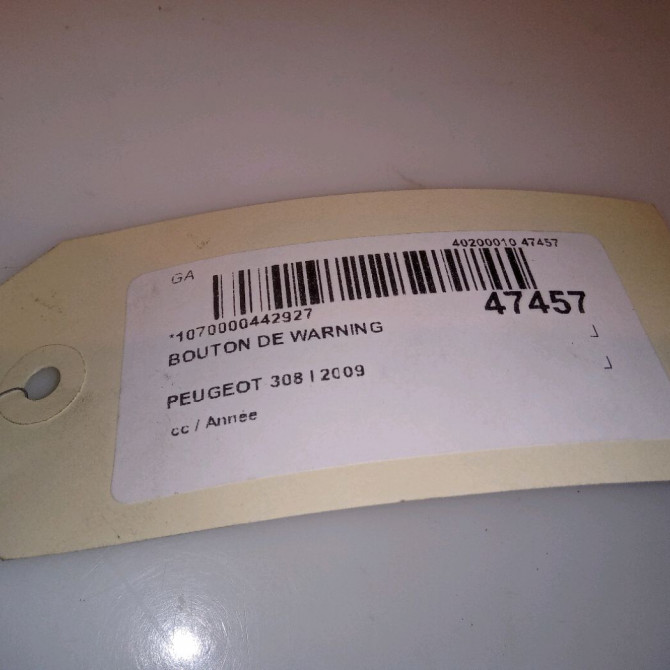 GA
40200010 47457
*1070000442927
47457
BOUTON DE WARNING
PEUGEOT 308 I 2009
cc / Année